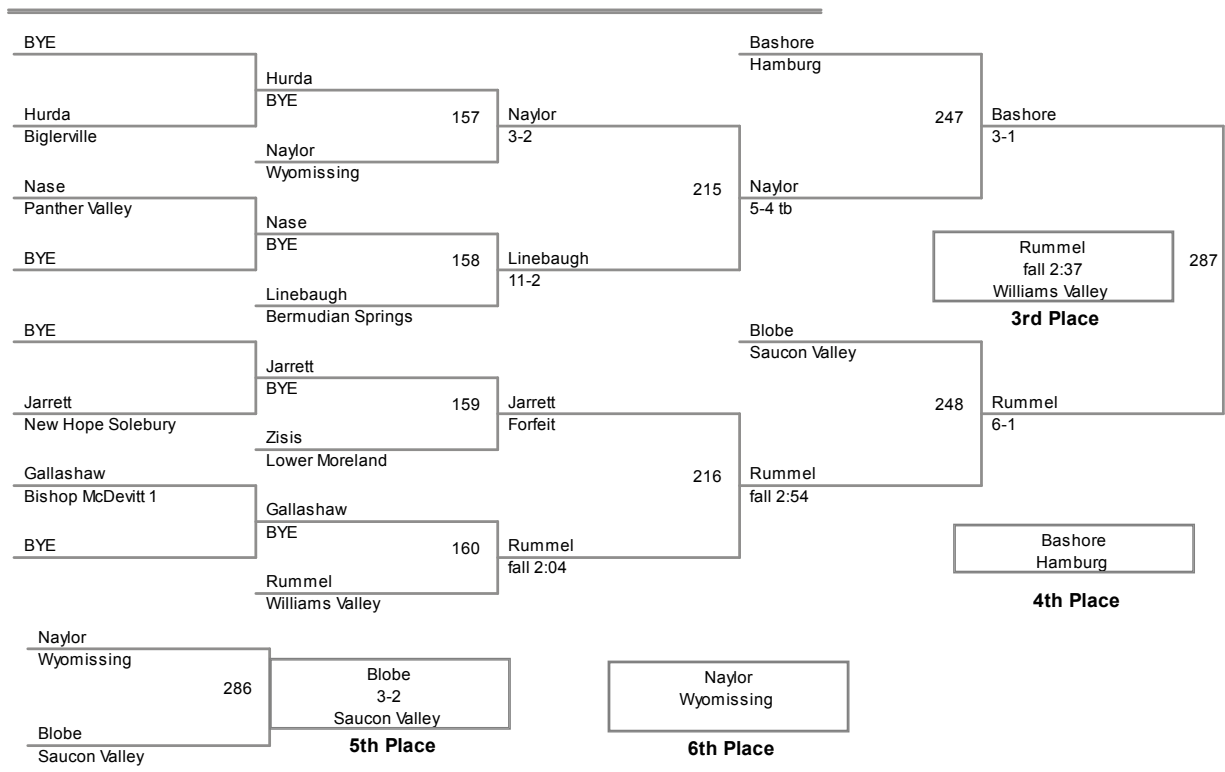 BYE
Hurda
Biglerville
Nase
Panther Valley
BYE
BYE
Jarrett
New Hope Solebury
Gallashaw
Bishop McDevitt 1
BYE
Hurda
BYE
157
Naylor
Wyomissing
Nase
BYE
158
Linebaugh
Bermudian Springs
Jarrett
BYE
159
Zisis
Lower Moreland
Gallashaw
BYE
160
Rummel
Williams Valley
Naylor
3-2
215
Linebaugh
11-2
Jarrett
Forfeit
216
Rummel
fall 2:04
Bashore
Hamburg
247
Naylor
5-4 tb
Blobe
Saucon Valley
248
Rummel
fall 2:54
Bashore
3-1
287
Rummel
6-1
Rummel
fall 2:37
Williams Valley
3rd Place
Bashore
Hamburg
4th Place
Naylor
Wyomissing
286
Blobe
Saucon Valley
Blobe
3-2
Saucon Valley
5th Place
Naylor
Wyomissing
6th Place